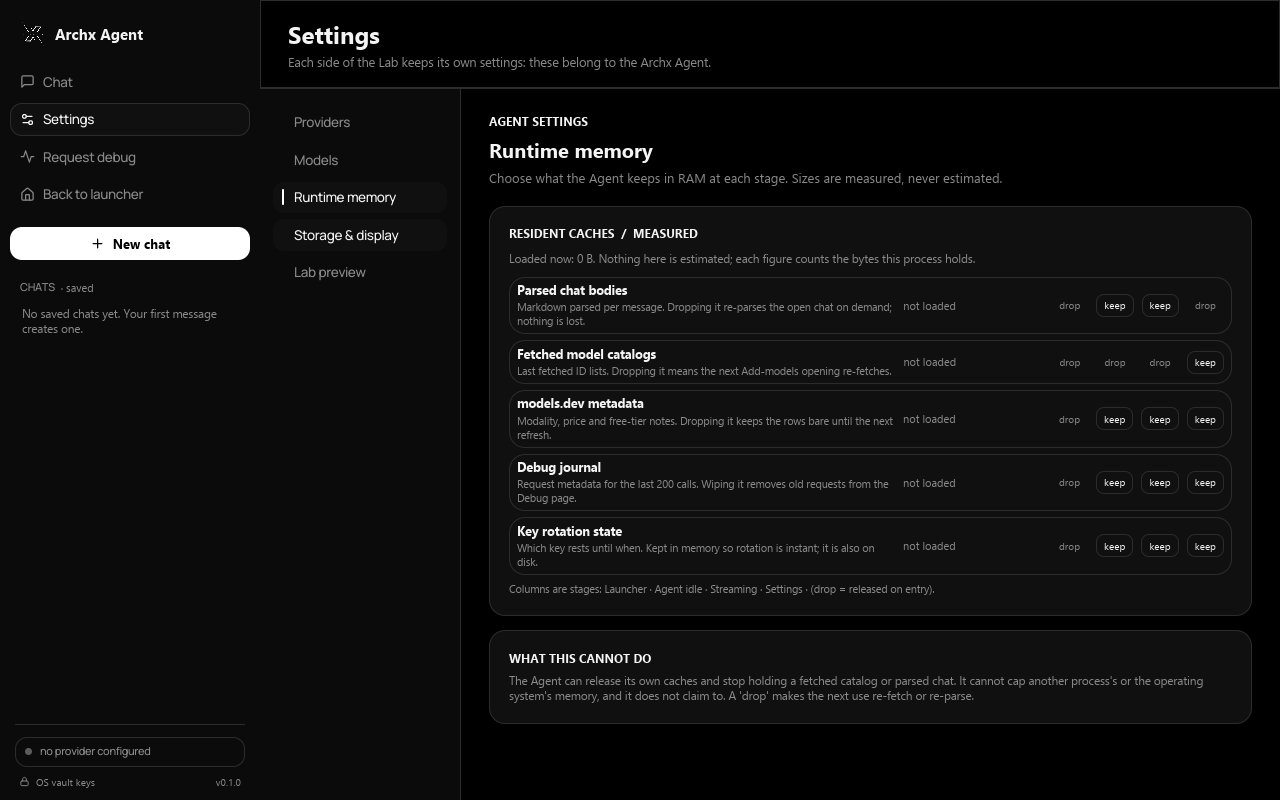 Archx Agent
Chat
Settings
Request debug
Back to launcher
+ New chat
CHATS · saved
No saved chats yet. Your first message
creates one.
no provider configured
OS vault keys
v0.1.0
Settings
Each side of the Lab keeps its own settings: these belong to the Archx Agent.
Providers
Models
Runtime memory
Storage & display
Lab preview
AGENT SETTINGS
Runtime memory
Choose what the Agent keeps in RAM at each stage. Sizes are measured, never estimated.
RESIDENT CACHES / MEASURED
Loaded now: 0 B. Nothing here is estimated; each figure counts the bytes this process holds.
Parsed chat bodies
Markdown parsed per message. Dropping it re-parses the open chat on demand;
nothing is lost.
not loaded
drop keep keep drop
Fetched model catalogs
Last fetched ID lists. Dropping it means the next Add-models opening re-fetches.
not loaded
drop drop drop keep
models.dev metadata
Modality, price and free-tier notes. Dropping it keeps the rows bare until the next
refresh.
not loaded
drop keep keep keep
Debug journal
Request metadata for the last 200 calls. Wiping it removes old requests from the
Debug page.
not loaded
drop keep keep keep
Key rotation state
Which key rests until when. Kept in memory so rotation is instant; it is also on
disk.
not loaded
drop keep keep keep
Columns are stages: Launcher · Agent idle · Streaming · Settings · (drop = released on entry).
WHAT THIS CANNOT DO
The Agent can release its own caches and stop holding a fetched catalog or parsed chat. It cannot cap another process's or the operating
system's memory, and it does not claim to. A 'drop' makes the next use re-fetch or re-parse.